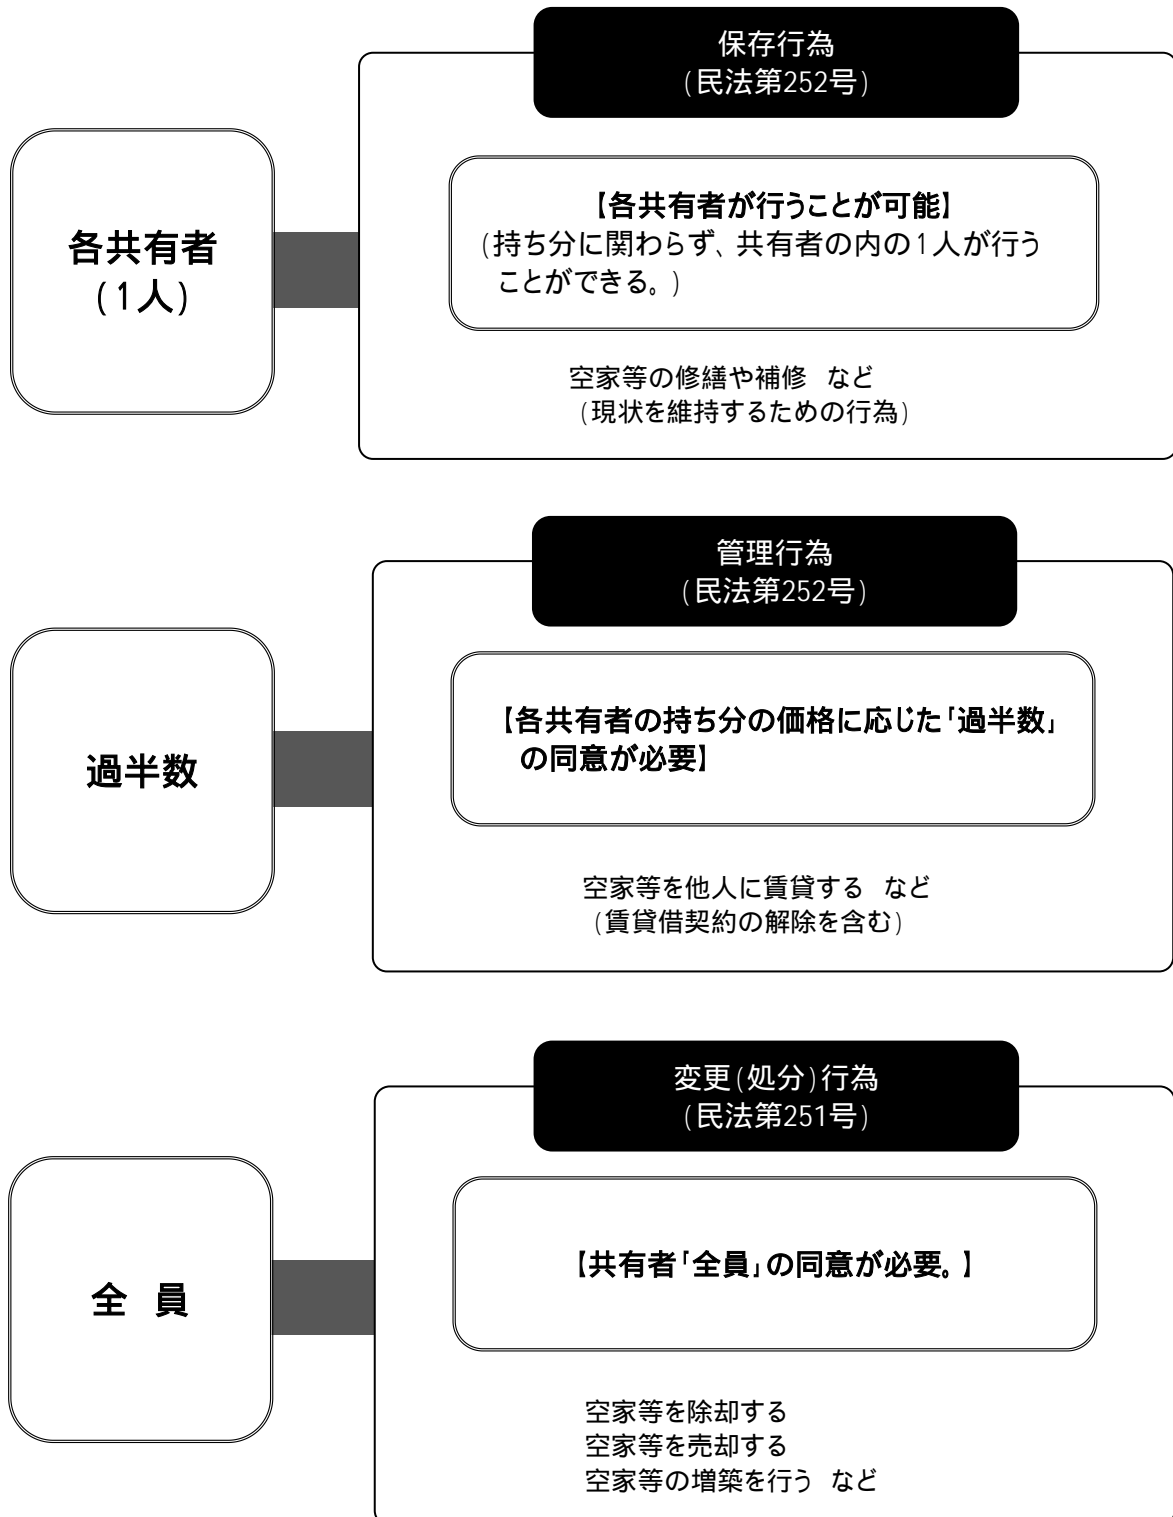 保存行為
(民法第252号)
各共有者
(1人)
【各共有者が行うことが可能】
(持ち分に関わらず、共有者の内の1人が行う
ことができる。)
空家等の修繕や補修 など
(現状を維持するための行為)
管理行為
(民法第252号)
過半数
【各共有者の持ち分の価格に応じた「過半数」
の同意が必要】
空家等を他人に賃貸する など
(賃貸借契約の解除を含む)
変更(処分)行為
(民法第251号)
全 員
【共有者「全員」の同意が必要。】
空家等を除却する
空家等を売却する
空家等の増築を行う など